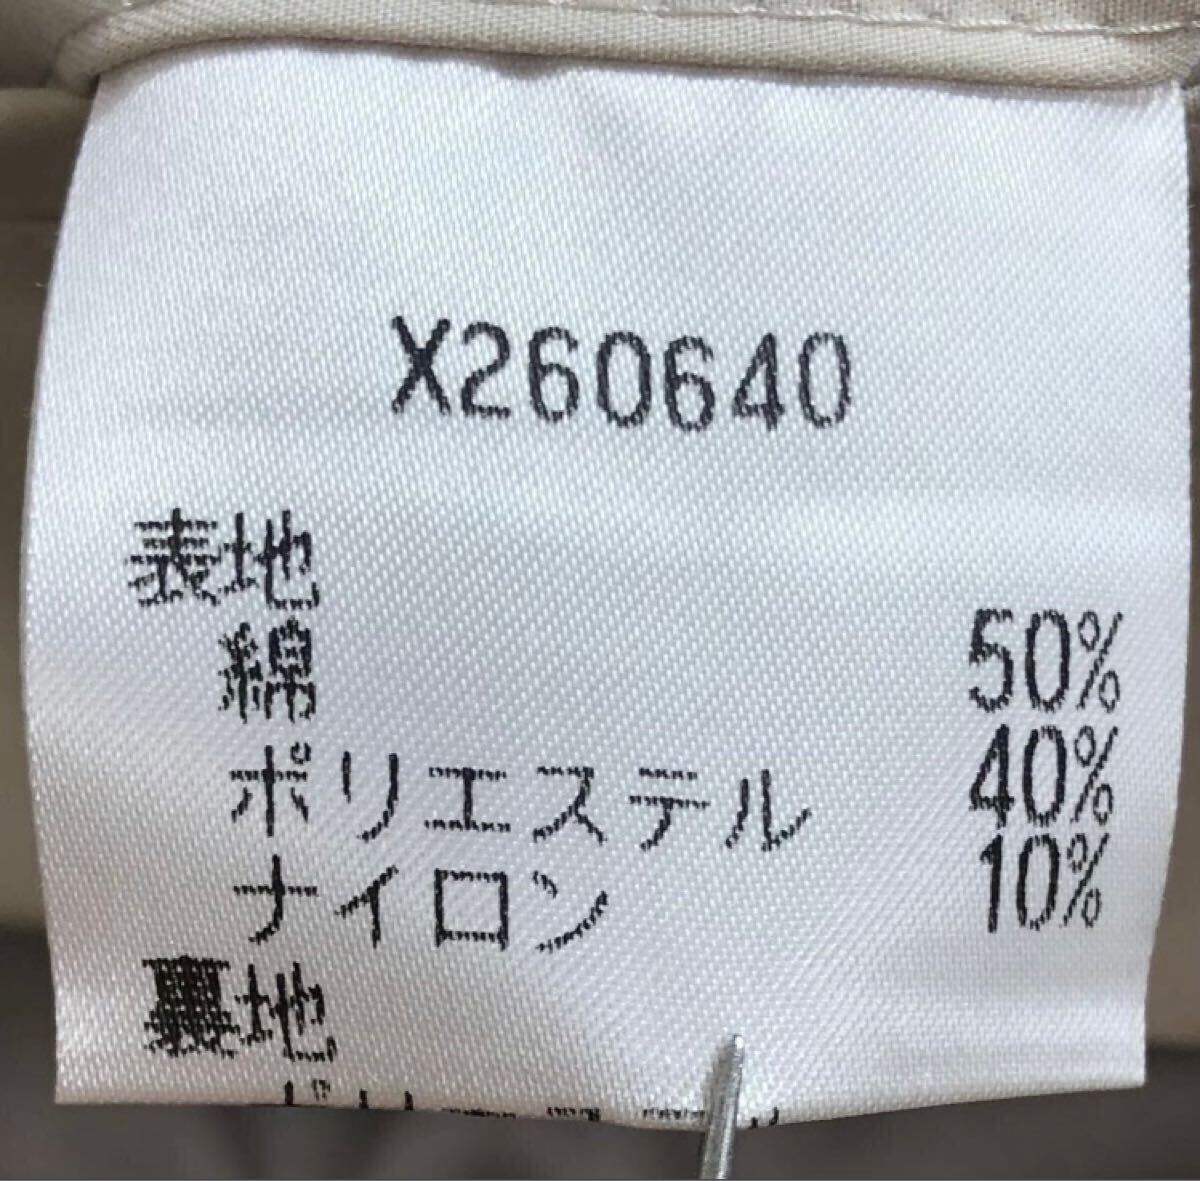 X260640
表地
綿 50%
ポリエステル 40%
ナイロン 10%
裏地